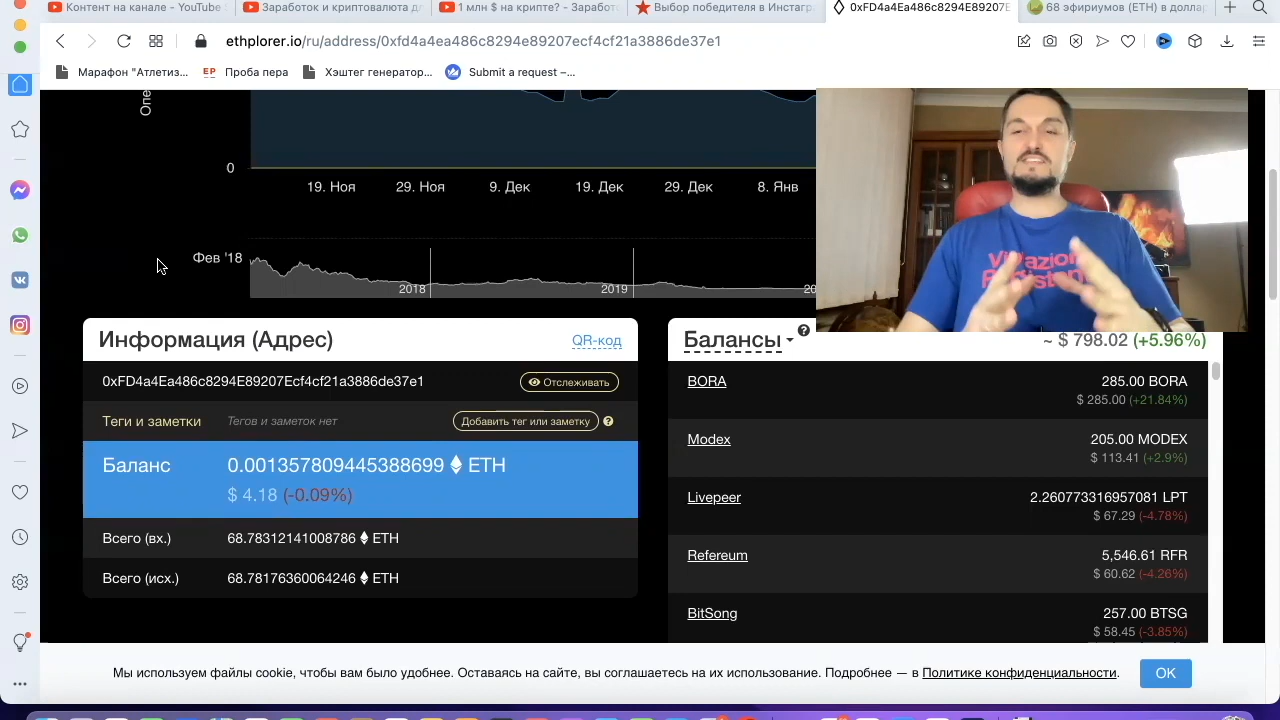 Контент на канале - YouTube
Заработок и криптовалюта дл
1 млн $ на крипте? - Заработ
Выбор победителя в Инстагр
0xFD4a4Ea486c8294E89207E
68 эфириумов (ETH) в доллар
ethplorer.io/ru/address/0xfd4a4ea486c8294e89207ecf4cf21a3886de37e1
Марафон "Атлетиз...
EP Проба пера
Хэштег генератор...
Submit a request –...
Опе
0
19. Ноя 29. Ноя 9. Дек 19. Дек 29. Дек 8. Янв
Фев '18
2018 2019 20
Информация (Адрес) QR-код
0xFD4a4Ea486c8294E89207Ecf4cf21a3886de37e1 Отслеживать
Теги и заметки Тегов и заметок нет Добавить тег или заметку ?
Баланс 0.001357809445388699 ETH
$ 4.18 (-0.09%)
Всего (вх.) 68.78312141008786 ETH
Всего (исх.) 68.78176360064246 ETH
Балансы ? ~ $ 798.02 (+5.96%)
BORA 285.00 BORA
$ 285.00 (+21.84%)
Modex 205.00 MODEX
$ 113.41 (+2.9%)
Livepeer 2.260773316957081 LPT
$ 67.29 (-4.78%)
Refereum 5,546.61 RFR
$ 60.62 (-4.26%)
BitSong 257.00 BTSG
$ 58.45 (-3.85%)
Мы используем файлы cookie, чтобы вам было удобнее. Оставаясь на сайте, вы соглашаетесь на их использование. Подробнее — в Политике конфиденциальности. OK